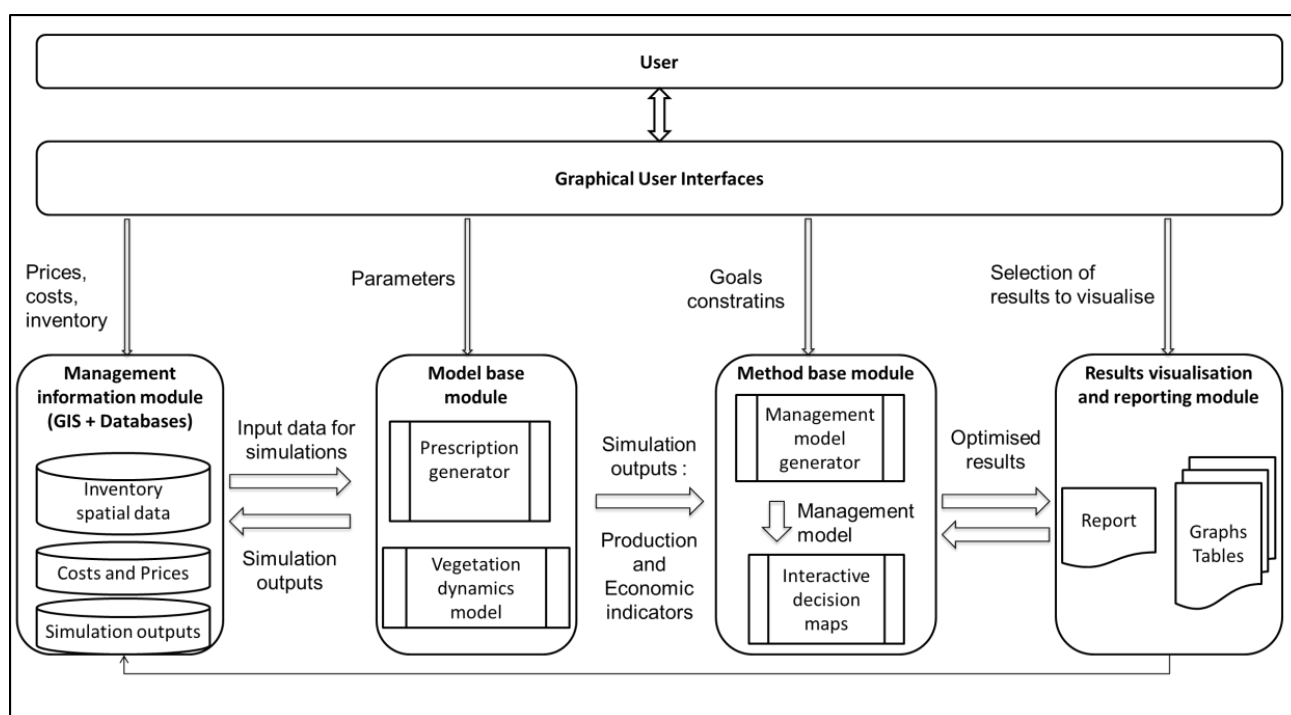 User
Graphical User Interfaces
Prices,
costs,
inventory
Parameters
Goals
constratins
Selection of
results to visualise
Management
information module
(GIS + Databases)
Inventory
spatial data
Costs and Prices
Simulation outputs
Input data for
simulations
Simulation
outputs
Model base
module
Prescription
generator
Vegetation
dynamics
model
Simulation
outputs :
Production
and
Economic
indicators
Method base module
Management
model
generator
Management
model
Interactive
decision
maps
Optimised
results
Results visualisation
and reporting module
Report
Graphs
Tables